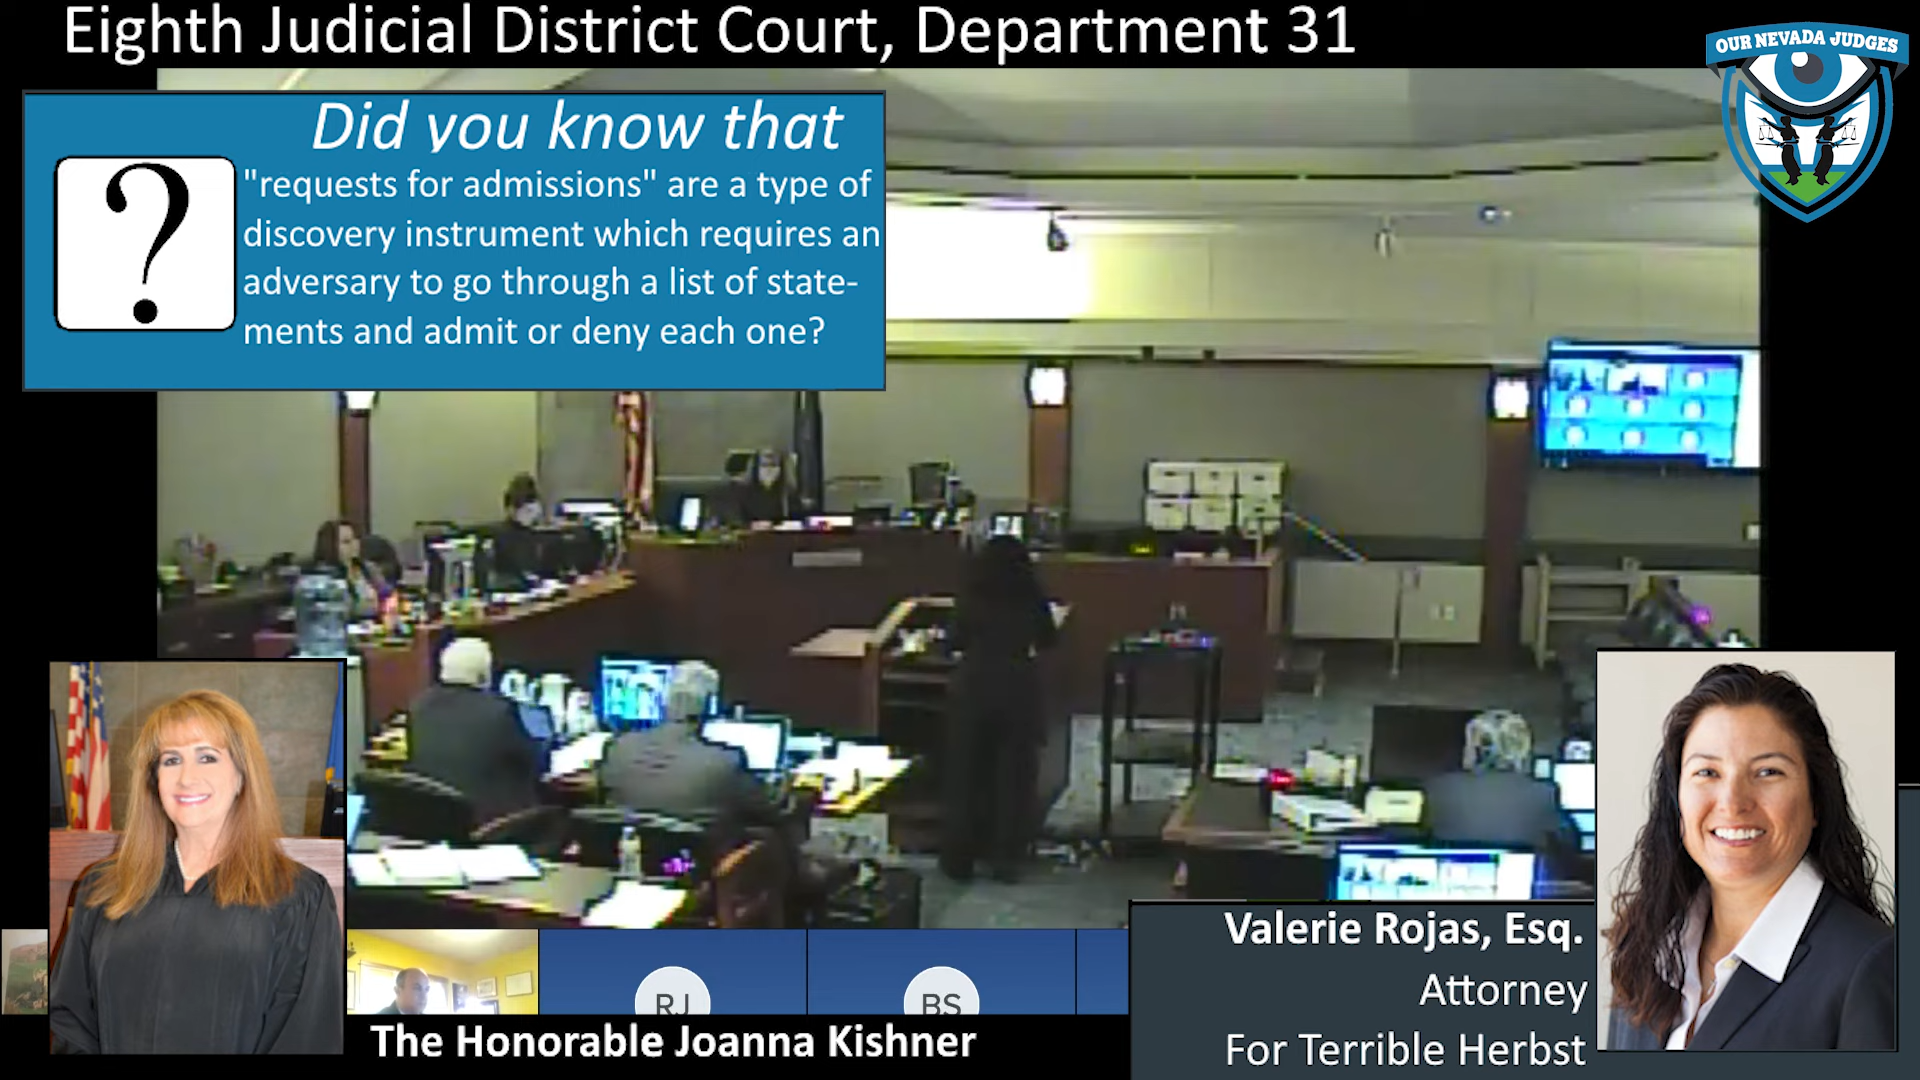 Eighth Judicial District Court, Department 31
OUR NEVADA JUDGES
Did you know that
?
"requests for admissions" are a type of
discovery instrument which requires an
adversary to go through a list of state-
ments and admit or deny each one?
RJ
BS
The Honorable Joanna Kishner
Valerie Rojas, Esq.
Attorney
For Terrible Herbst